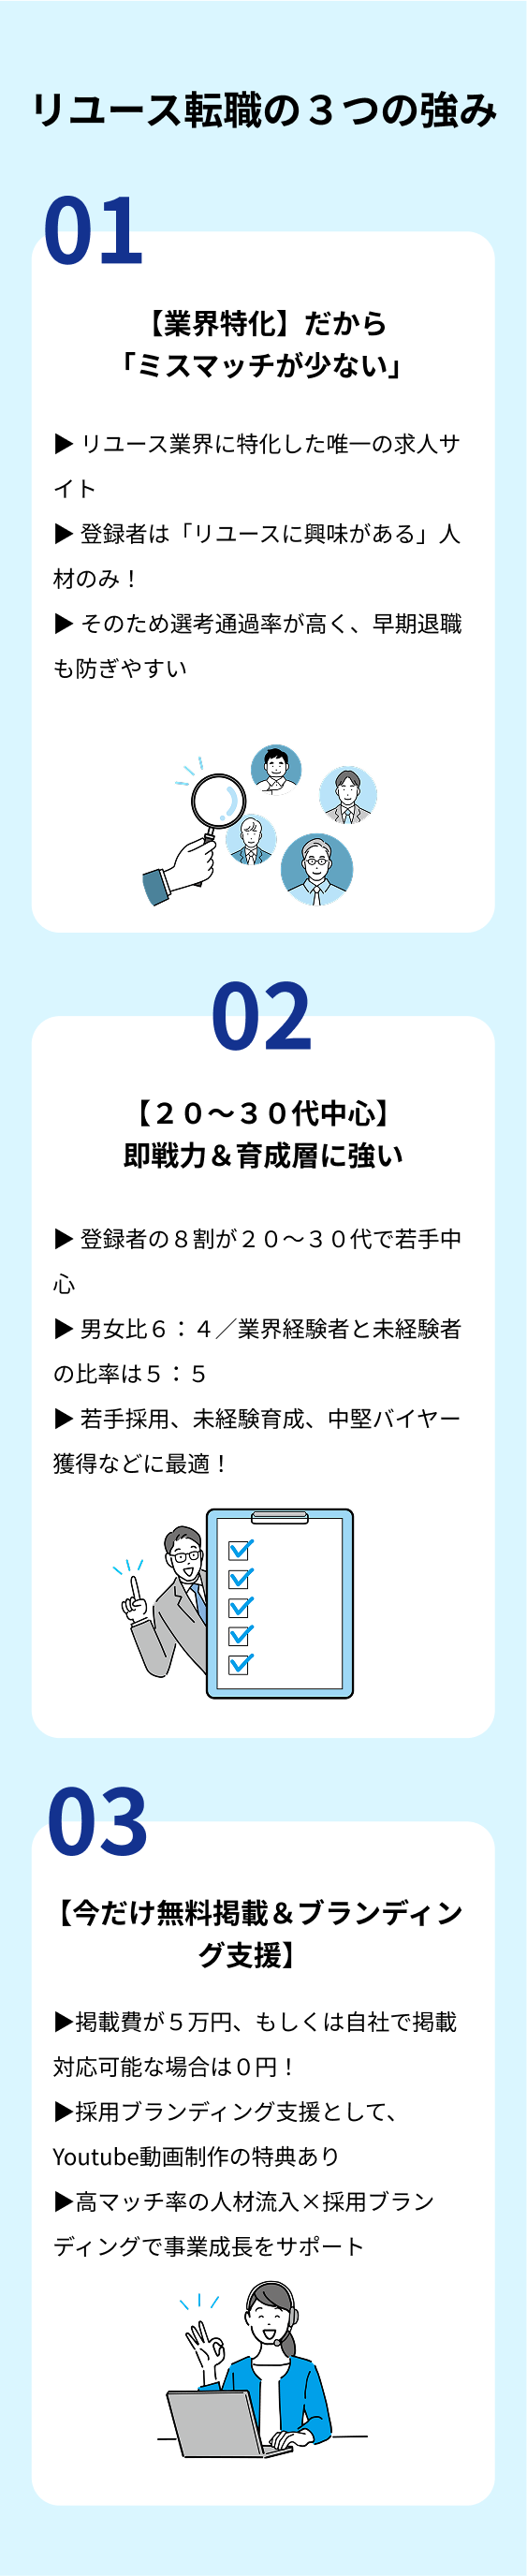 リユース転職の３つの強み
01
【業界特化】だから
「ミスマッチが少ない」
▶ リユース業界に特化した唯一の求人サ
イト
▶ 登録者は「リユースに興味がある」人
材のみ！
▶ そのため選考通過率が高く、早期退職
も防ぎやすい
02
【２０〜３０代中心】
即戦力＆育成層に強い
▶ 登録者の８割が２０〜３０代で若手中
心
▶ 男女比６：４／業界経験者と未経験者
の比率は５：５
▶ 若手採用、未経験育成、中堅バイヤー
獲得などに最適！
03
【今だけ無料掲載＆ブランディン
グ支援】
▶掲載費が５万円、もしくは自社で掲載
対応可能な場合は０円！
▶採用ブランディング支援として、
Youtube動画制作の特典あり
▶高マッチ率の人材流入×採用ブラン
ディングで事業成長をサポート